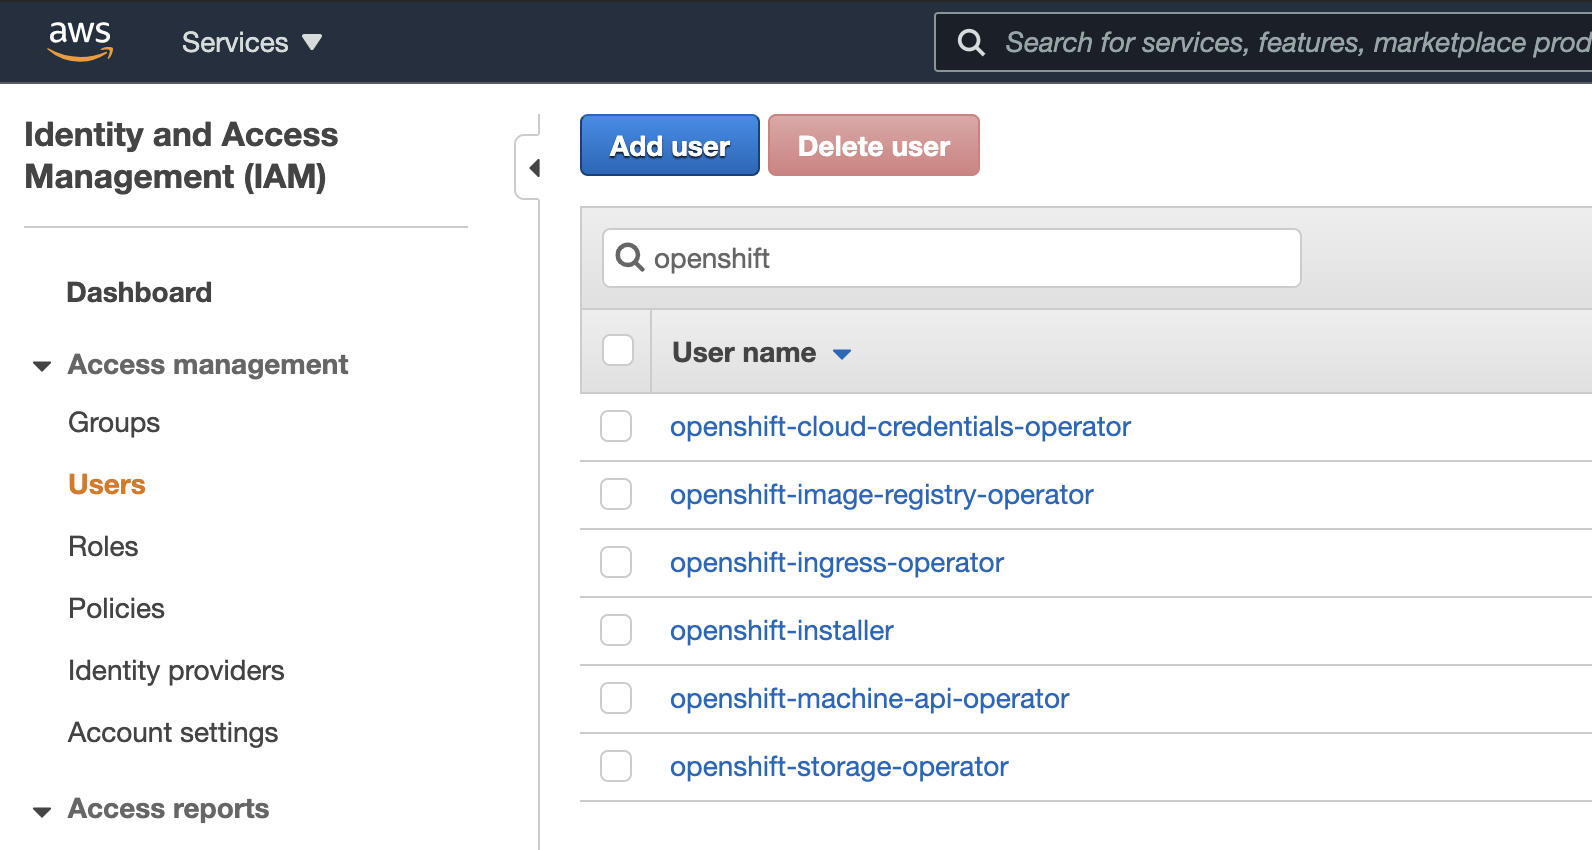 aws
Services
Search for services, features, marketplace prod
Identity and Access
Management (IAM)
Dashboard
Access management
Groups
Users
Roles
Policies
Identity providers
Account settings
Access reports
Add user
Delete user
openshift
User name
openshift-cloud-credentials-operator
openshift-image-registry-operator
openshift-ingress-operator
openshift-installer
openshift-machine-api-operator
openshift-storage-operator